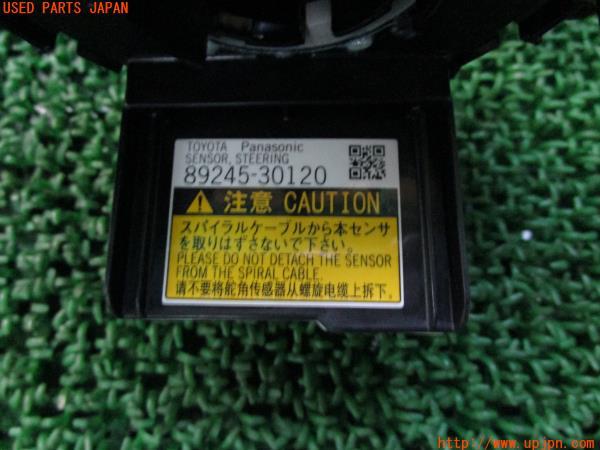 USED PARTS JAPAN
TOYOTA Panasonic
SENSOR, STEERING
89245-30120
注意 CAUTION
スパイラルケーブルから本センサ
を取りはずさないで下さい。
PLEASE DO NOT DETACH THE SENSOR
FROM THE SPIRAL CABLE.
请不要将舵角传感器从螺旋电缆上拆下。
http://www.upjpn.com